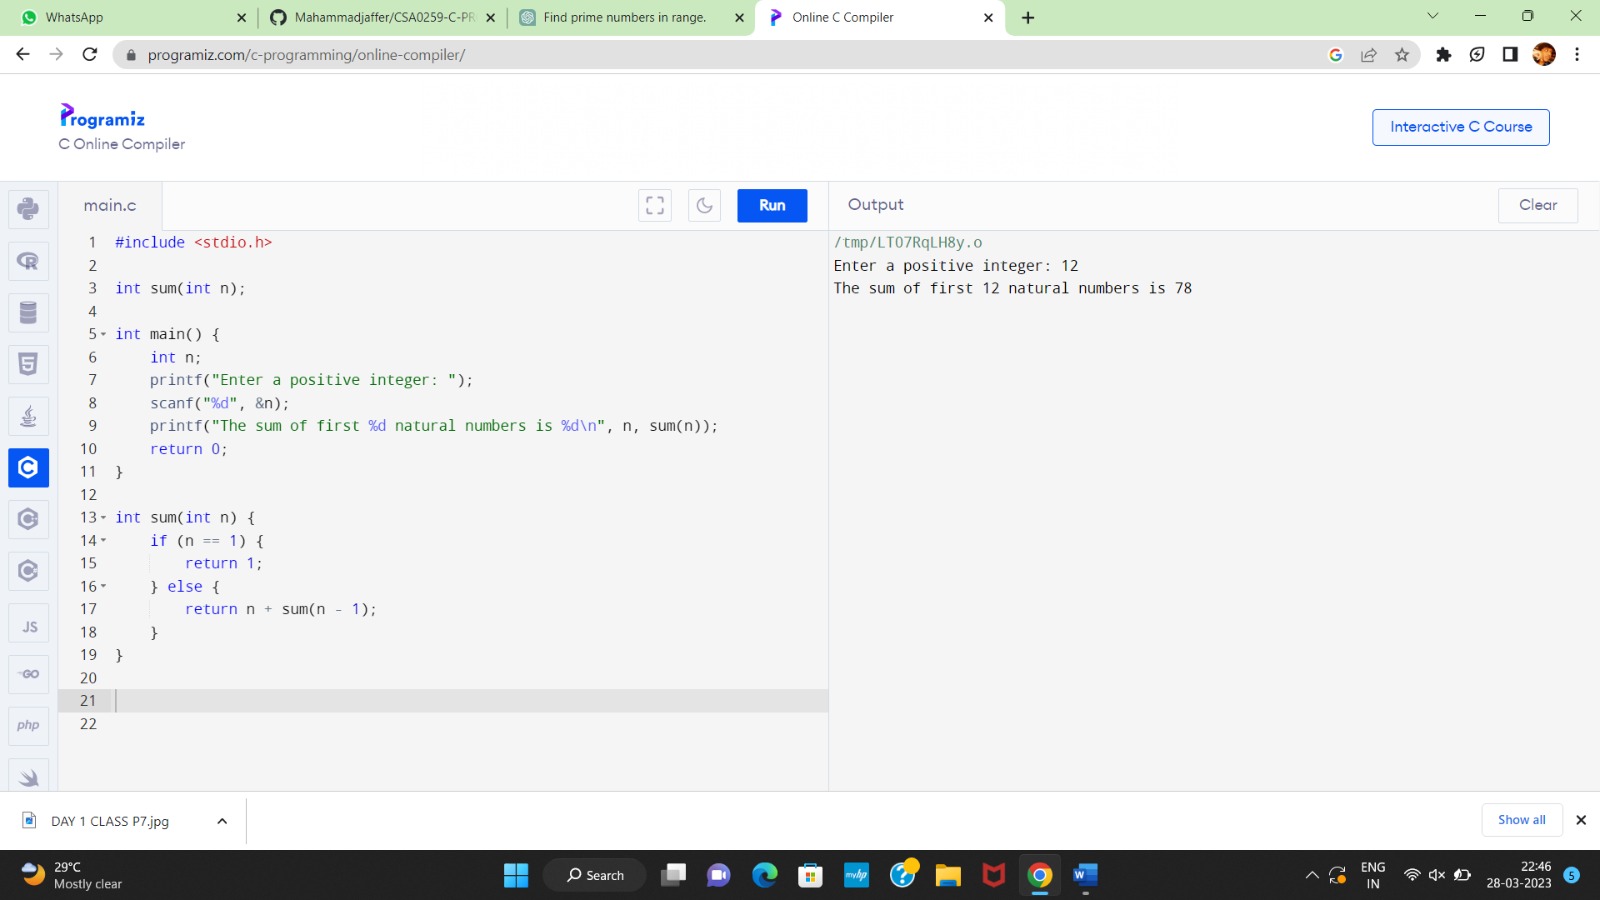 WhatsApp
Mahammadjaffer/CSA0259-C-PR
Find prime numbers in range.
Online C Compiler
programiz.com/c-programming/online-compiler/
Programiz
C Online Compiler
Interactive C Course
main.c
Run
Output
Clear
1 #include <stdio.h>
2
3 int sum(int n);
4
5 int main() {
6 int n;
7 printf("Enter a positive integer: ");
8 scanf("%d", &n);
9 printf("The sum of first %d natural numbers is %d\n", n, sum(n));
10 return 0;
11 }
12
13 int sum(int n) {
14 if (n == 1) {
15 return 1;
16 } else {
17 return n + sum(n - 1);
18 }
19 }
20
21
22
/tmp/LTO7RqLH8y.o
Enter a positive integer: 12
The sum of first 12 natural numbers is 78
JS
GO
php
DAY 1 CLASS P7.jpg
Show all
29°C
Mostly clear
Search
myhp
ENG
IN
22:46
28-03-2023
5